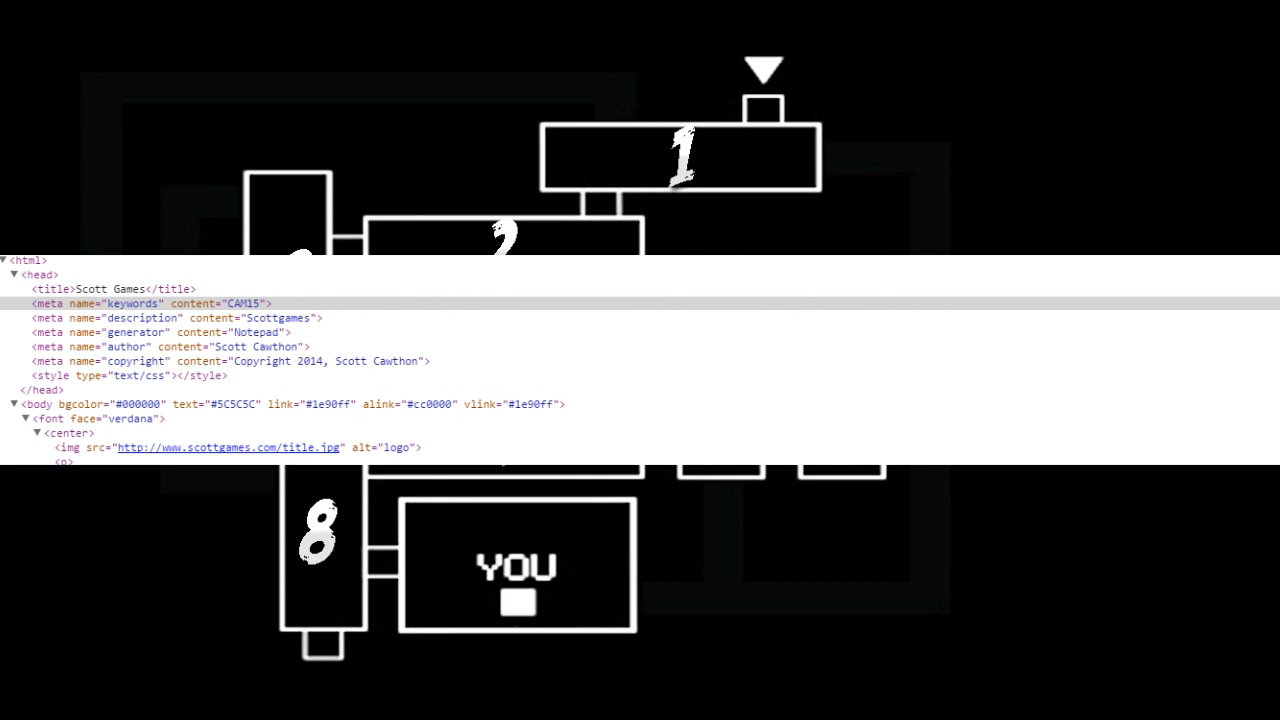 1
2
<html>
<head>
<title>Scott Games</title>
<meta name="keywords" content="CAM15">
<meta name="description" content="Scottgames">
<meta name="generator" content="Notepad">
<meta name="author" content="Scott Cawthon">
<meta name="copyright" content="Copyright 2014, Scott Cawthon">
<style type="text/css"></style>
</head>
<body bgcolor="#000000" text="#5C5C5C" link="#1e90ff" alink="#cc0000" vlink="#1e90ff">
<font face="verdana">
<center>
<img src="http://www.scottgames.com/title.jpg" alt="logo">
<p>
8
YOU